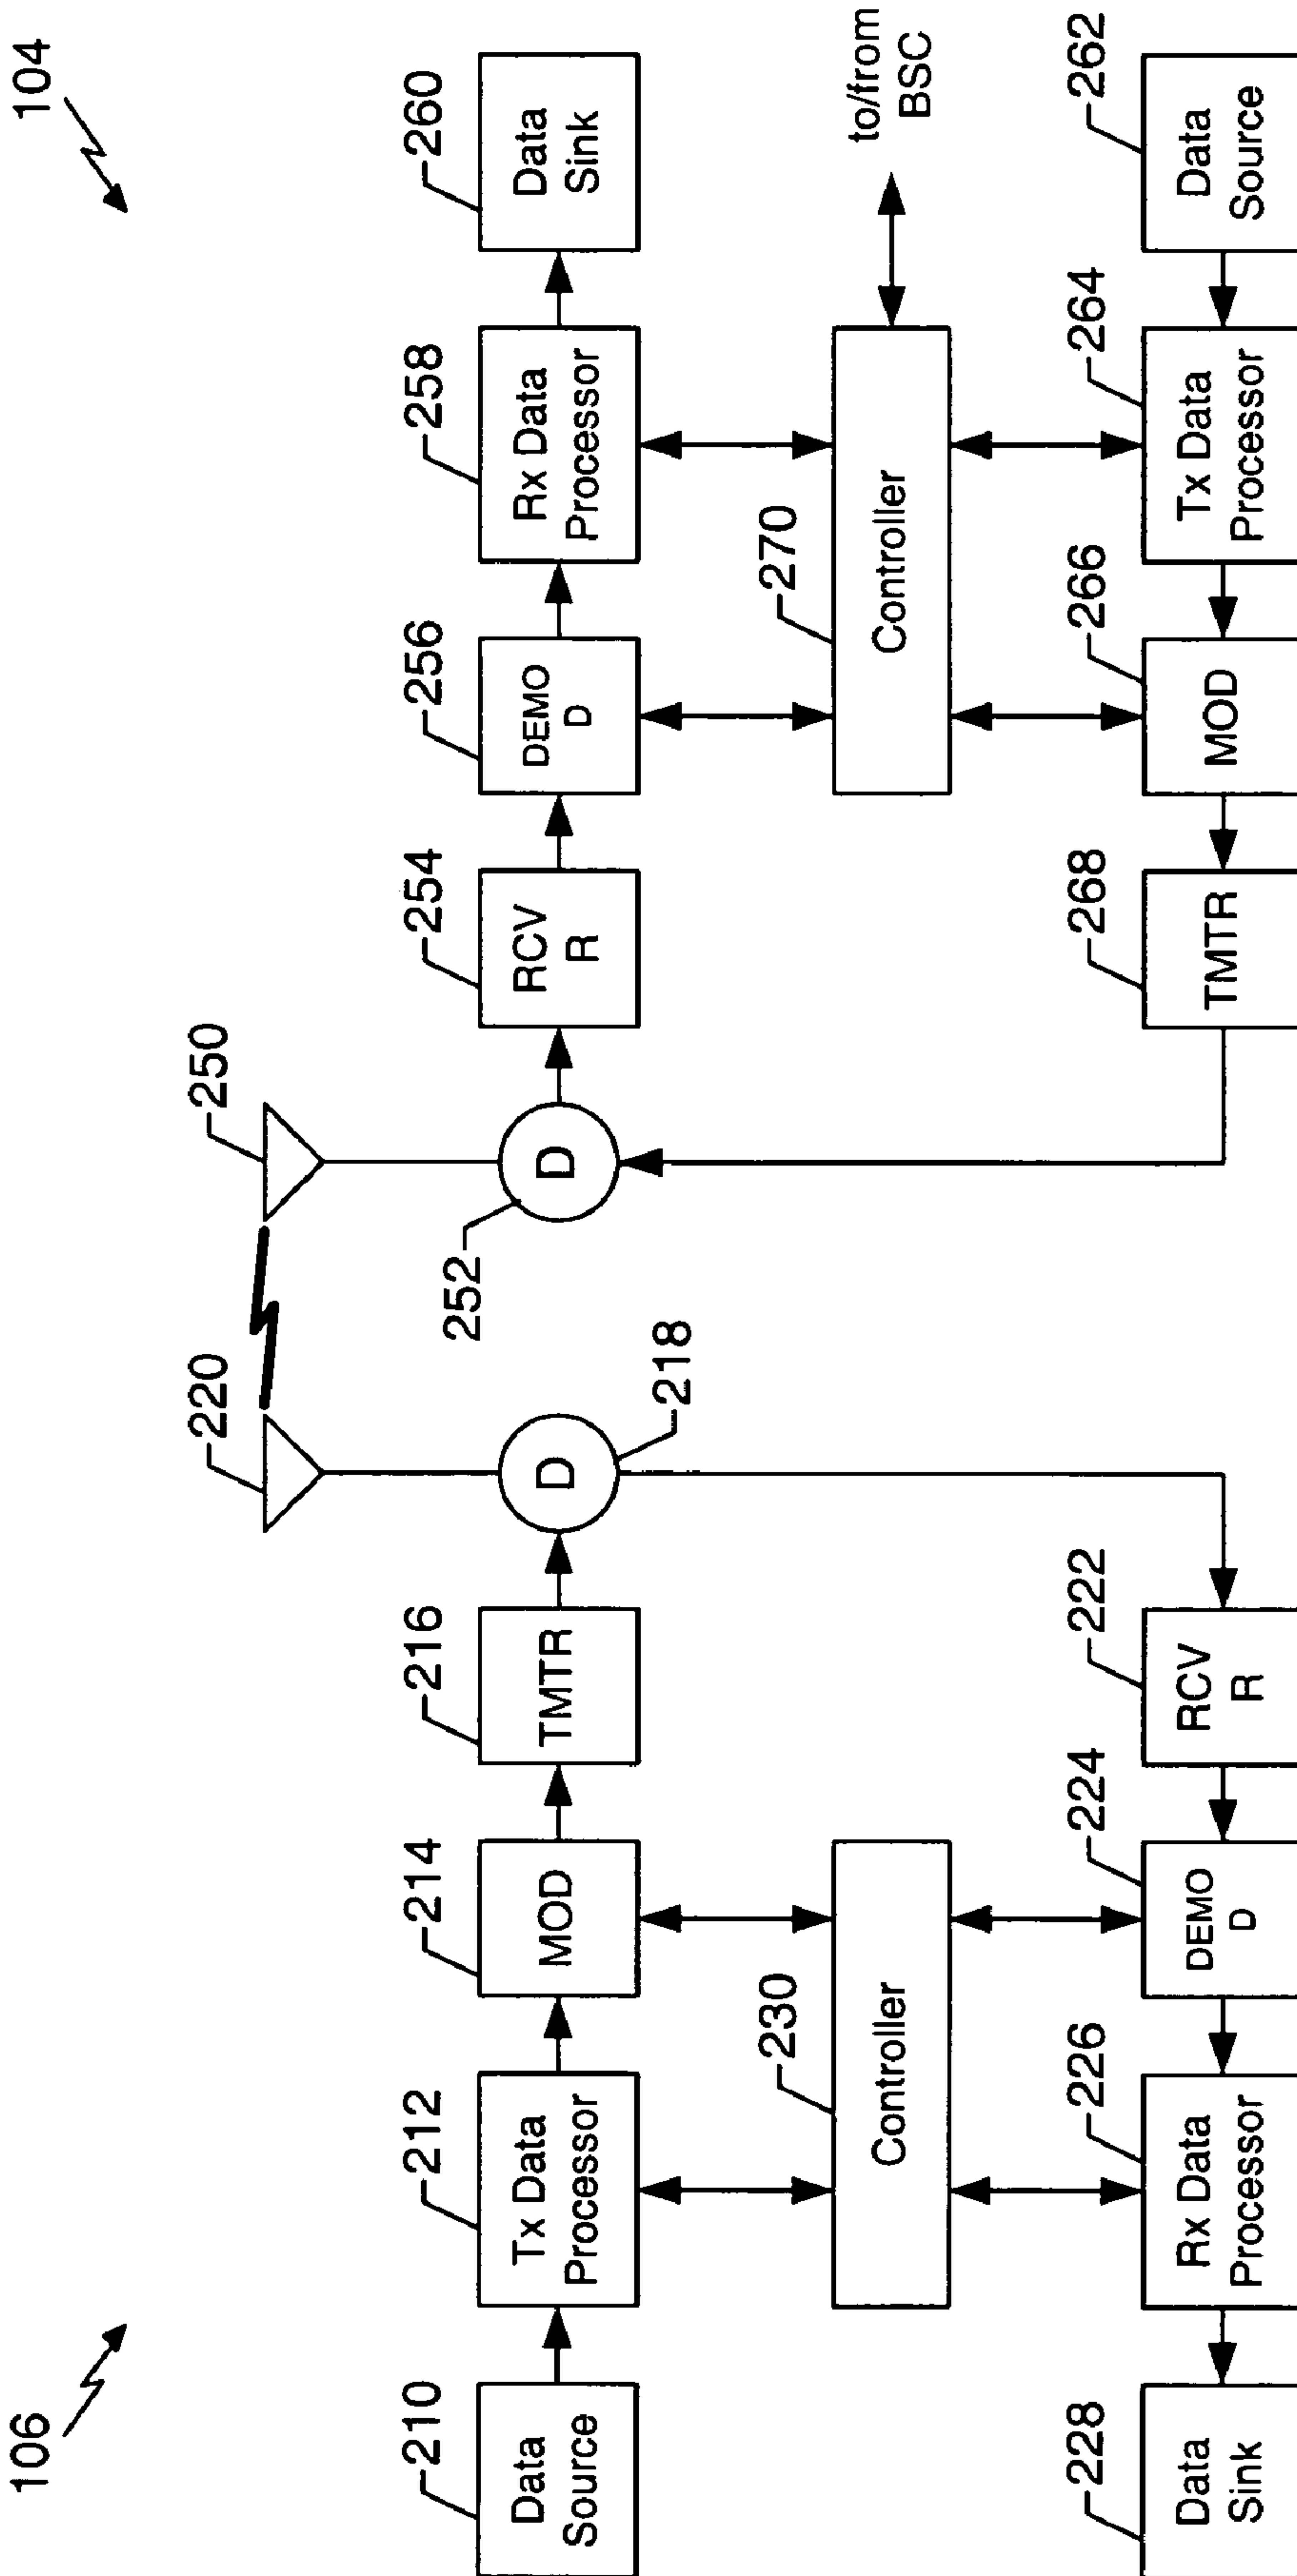 106
104
220
250
210
212
214
216
254
256
258
260
Data
Source
Tx Data
Processor
MOD
TMTR
D
D
RCV
R
DEMO
D
Rx Data
Processor
Data
Sink
218
252
230
270
Controller
Controller
to/from
BSC
228
226
224
222
268
266
264
262
Data
Sink
Rx Data
Processor
DEMO
D
RCV
R
TMTR
MOD
Tx Data
Processor
Data
Source